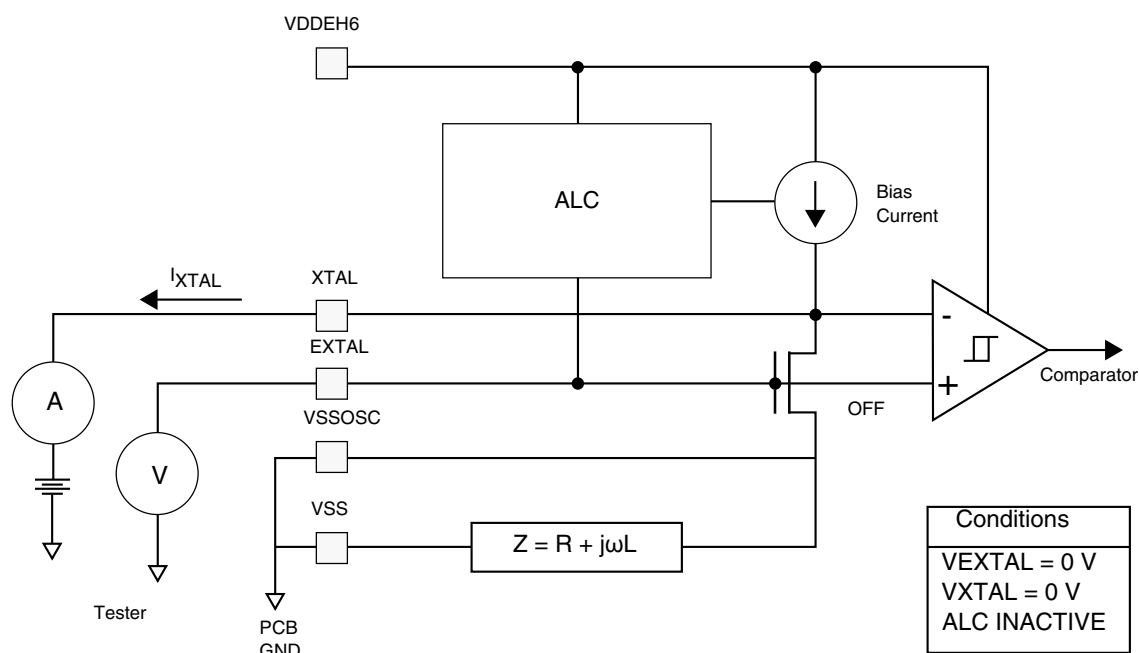 VDDEH6
ALC
Bias
Current
IXTAL
XTAL
EXTAL
-
+
Comparator
A
V
VSSOSC
OFF
VSS
Z = R + jωL
Tester
PCB
GND
Conditions
VEXTAL = 0 V
VXTAL = 0 V
ALC INACTIVE